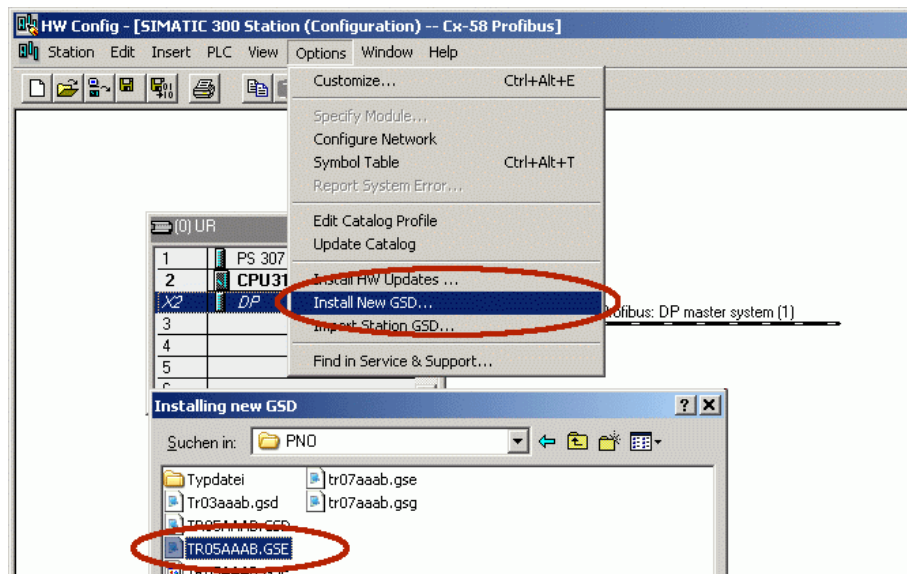 HW Config - [SIMATIC 300 Station (Configuration) -- Cx-58 Profibus]
Station Edit Insert PLC View Options Window Help
Customize... Ctrl+Alt+E
Specify Module...
Configure Network
Symbol Table Ctrl+Alt+T
Report System Error...
Edit Catalog Profile
Update Catalog
Install HW Updates ...
Install New GSD...
Import Station GSD...
Find in Service & Support...
(0) UR
1 PS 307
2 CPU31
X2 DP
3
4
5
DP master system (1)
Installing new GSD
Suchen in: PNO
Typdatei tr07aaab.gse
Tr03aaab.gsd tr07aaab.gsg
TR05AAAB.GSD
TR05AAAB.GSE